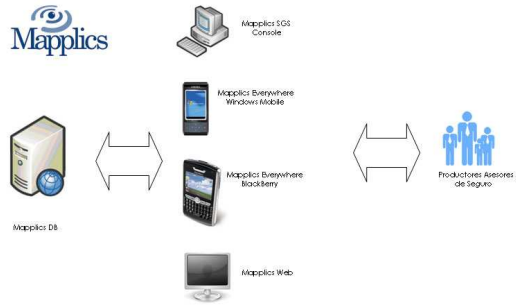 Mapplics
Mapplics SGS
Console
Mapplics Everywhere
Windows Mobile
Mapplics Everywhere
BlackBerry
Productores Asesores
de Seguro
Mapplics DB
Mapplics Web